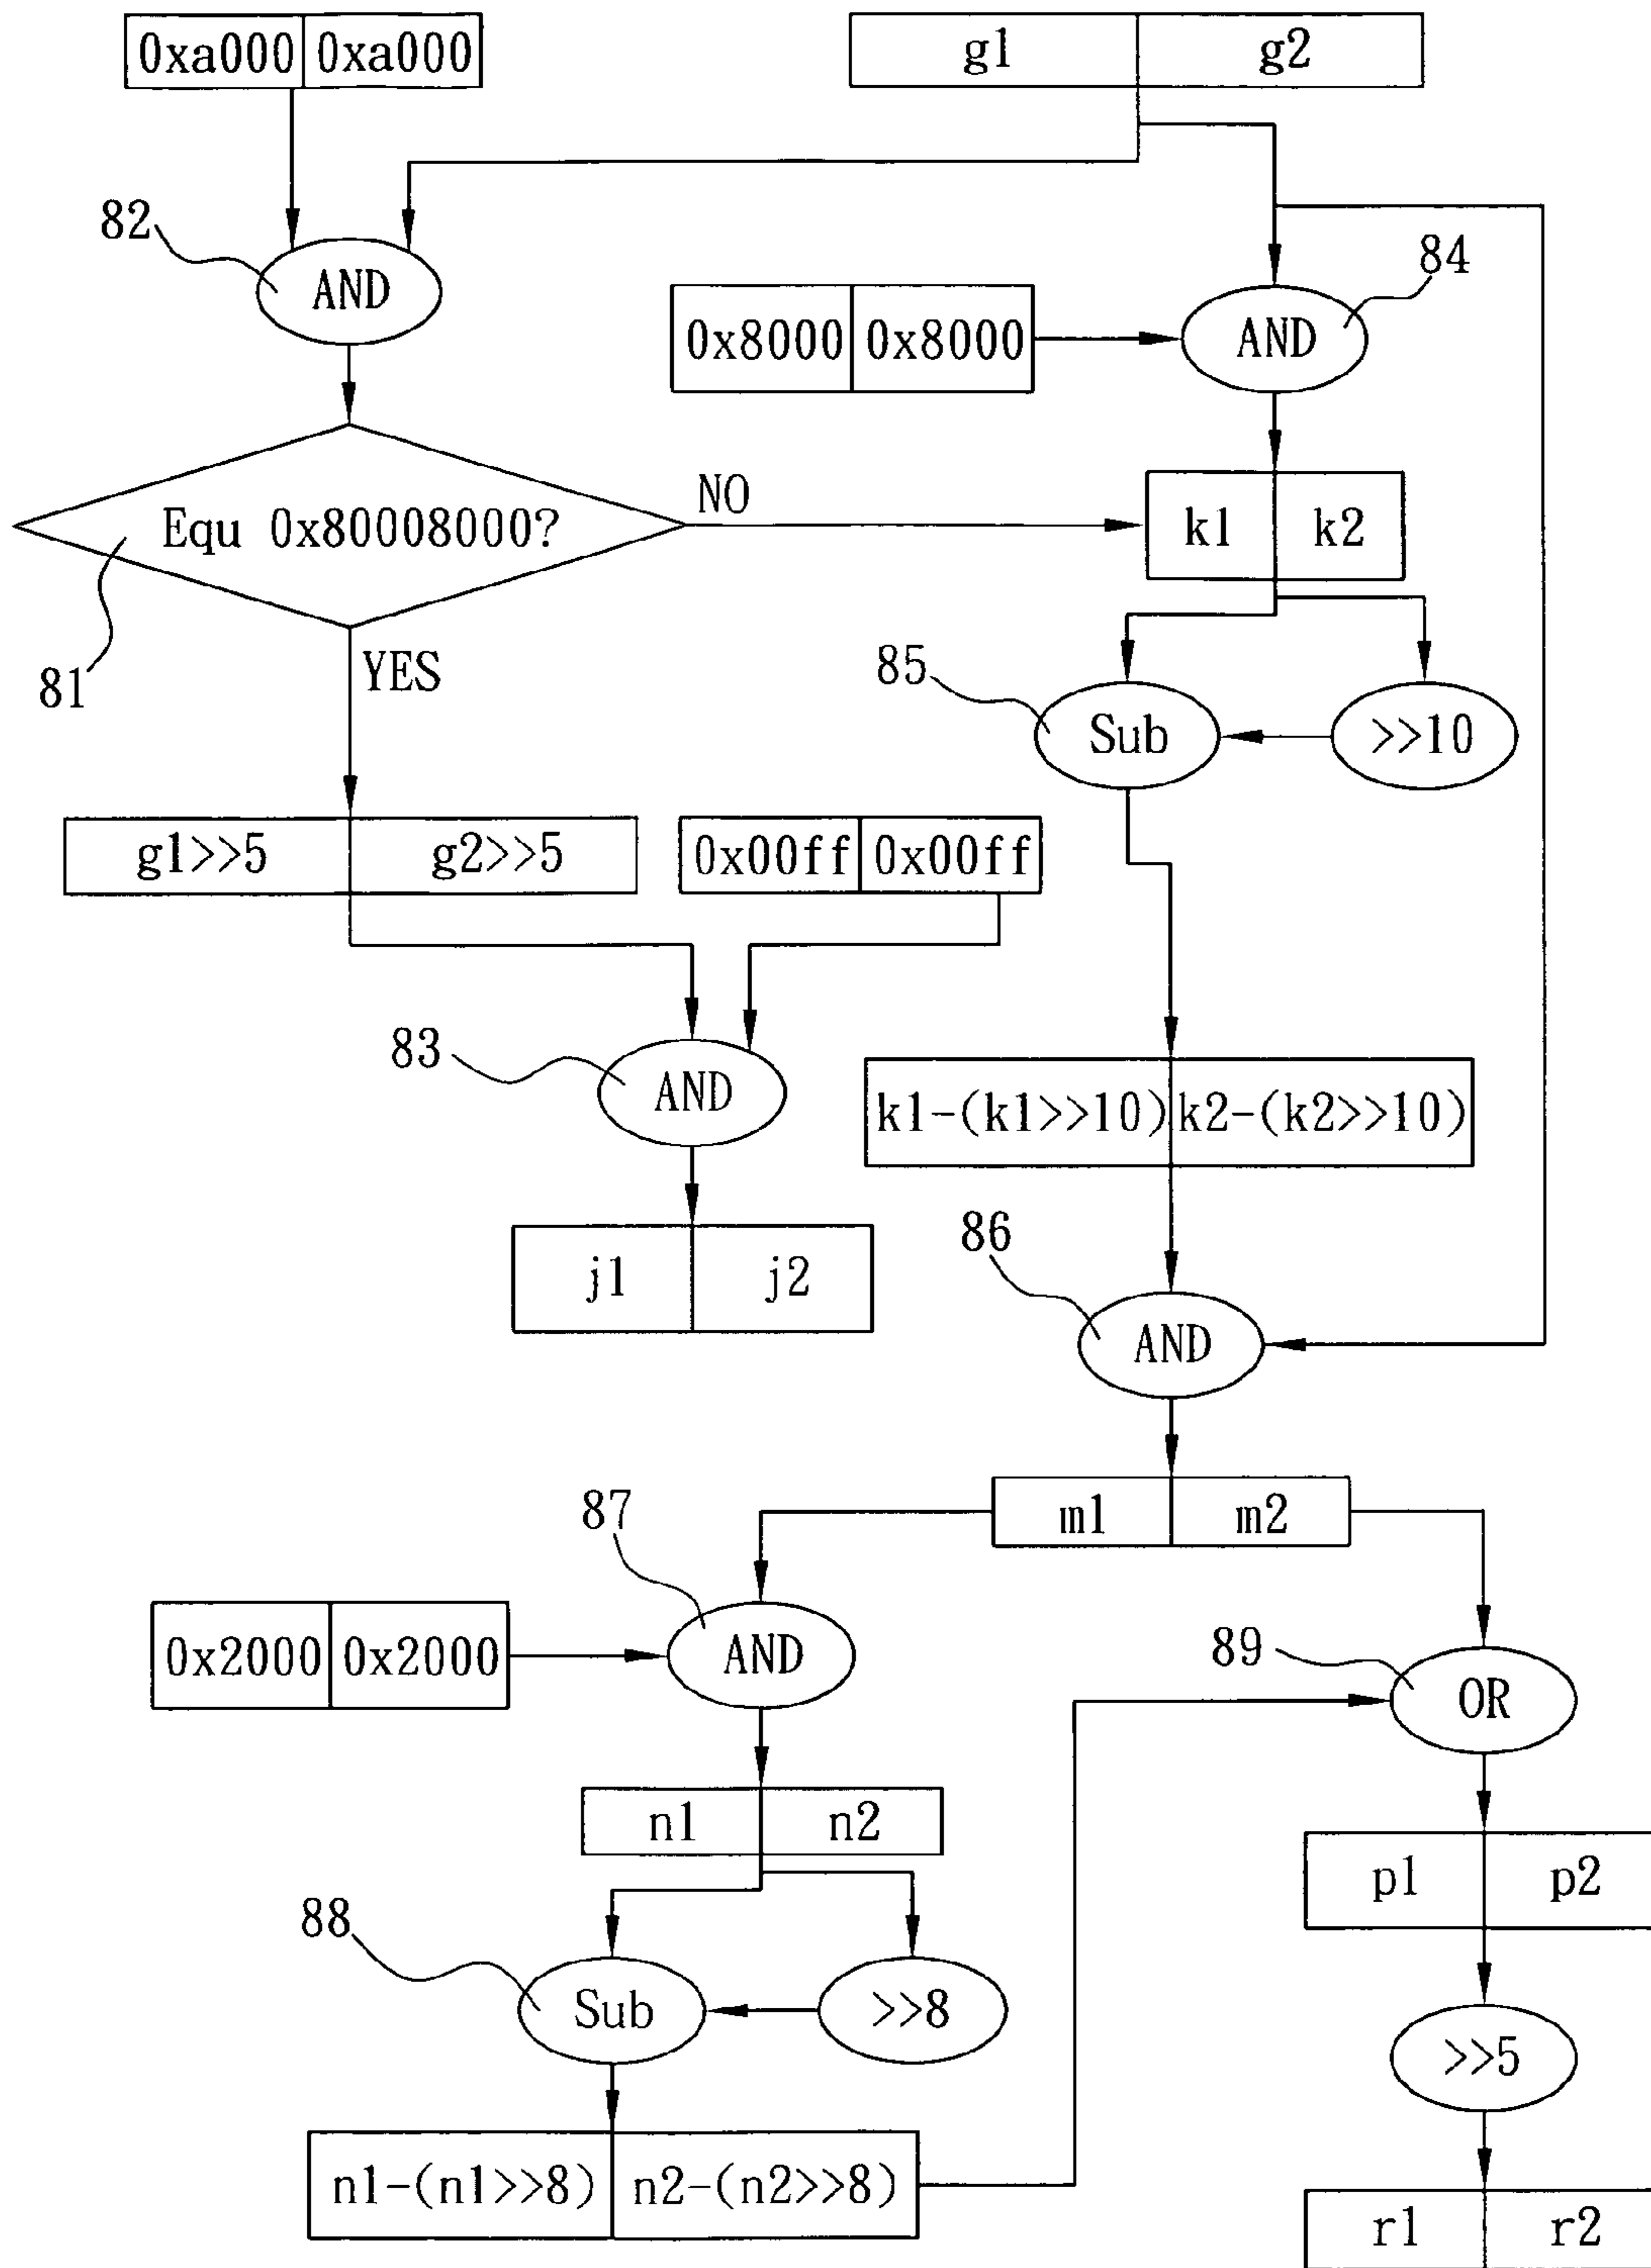 0xa000 0xa000
g1 g2
82
AND
84
0x8000 0x8000
AND
Equ 0x80008000?
NO
k1 k2
81
YES
85
Sub
>>10
g1>>5 g2>>5
0x00ff 0x00ff
83
AND
k1-(k1>>10) k2-(k2>>10)
j1 j2
86
AND
m1 m2
87
0x2000 0x2000
AND
89
OR
n1 n2
p1 p2
88
Sub
>>8
>>5
n1-(n1>>8) n2-(n2>>8)
r1 r2